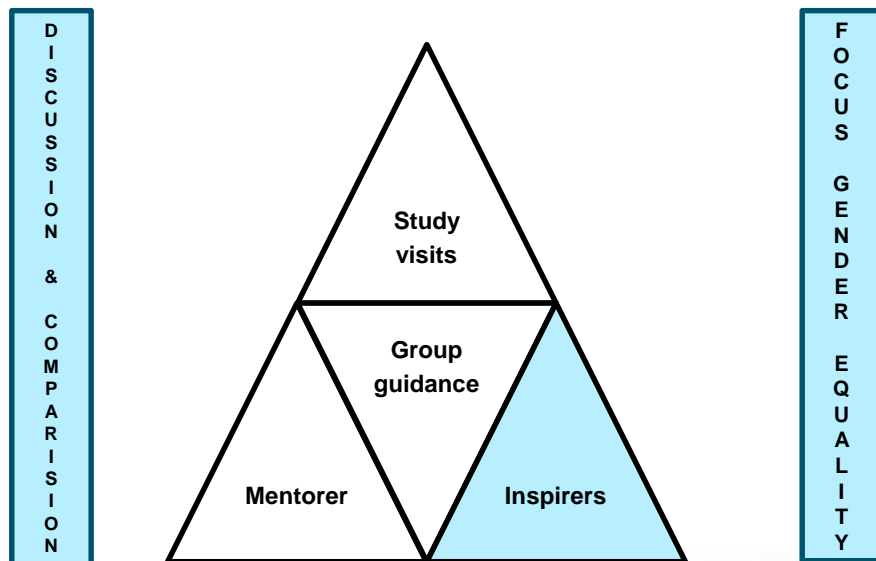 DISCUSSION & COMPARISION
Study
visits
Group
guidance
Mentorer
Inspirers
FOCUS GENDER EQUALITY